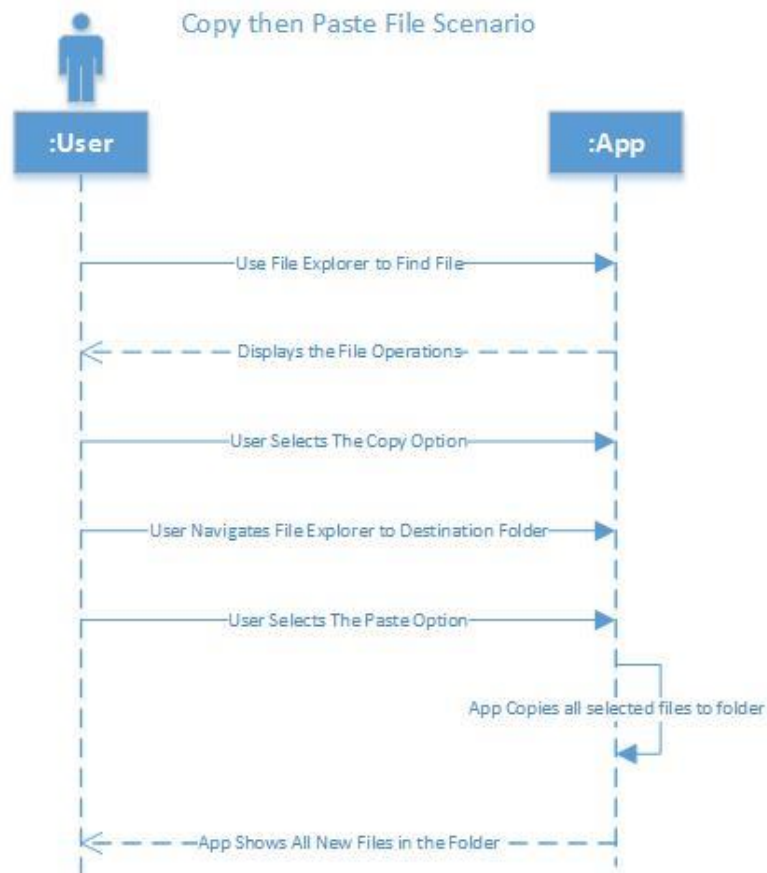 Copy then Paste File Scenario
:User
:App
Use File Explorer to Find File
Displays the File Operations
User Selects The Copy Option
User Navigates File Explorer to Destination Folder
User Selects The Paste Option
App Copies all selected files to folder
App Shows All New Files in the Folder